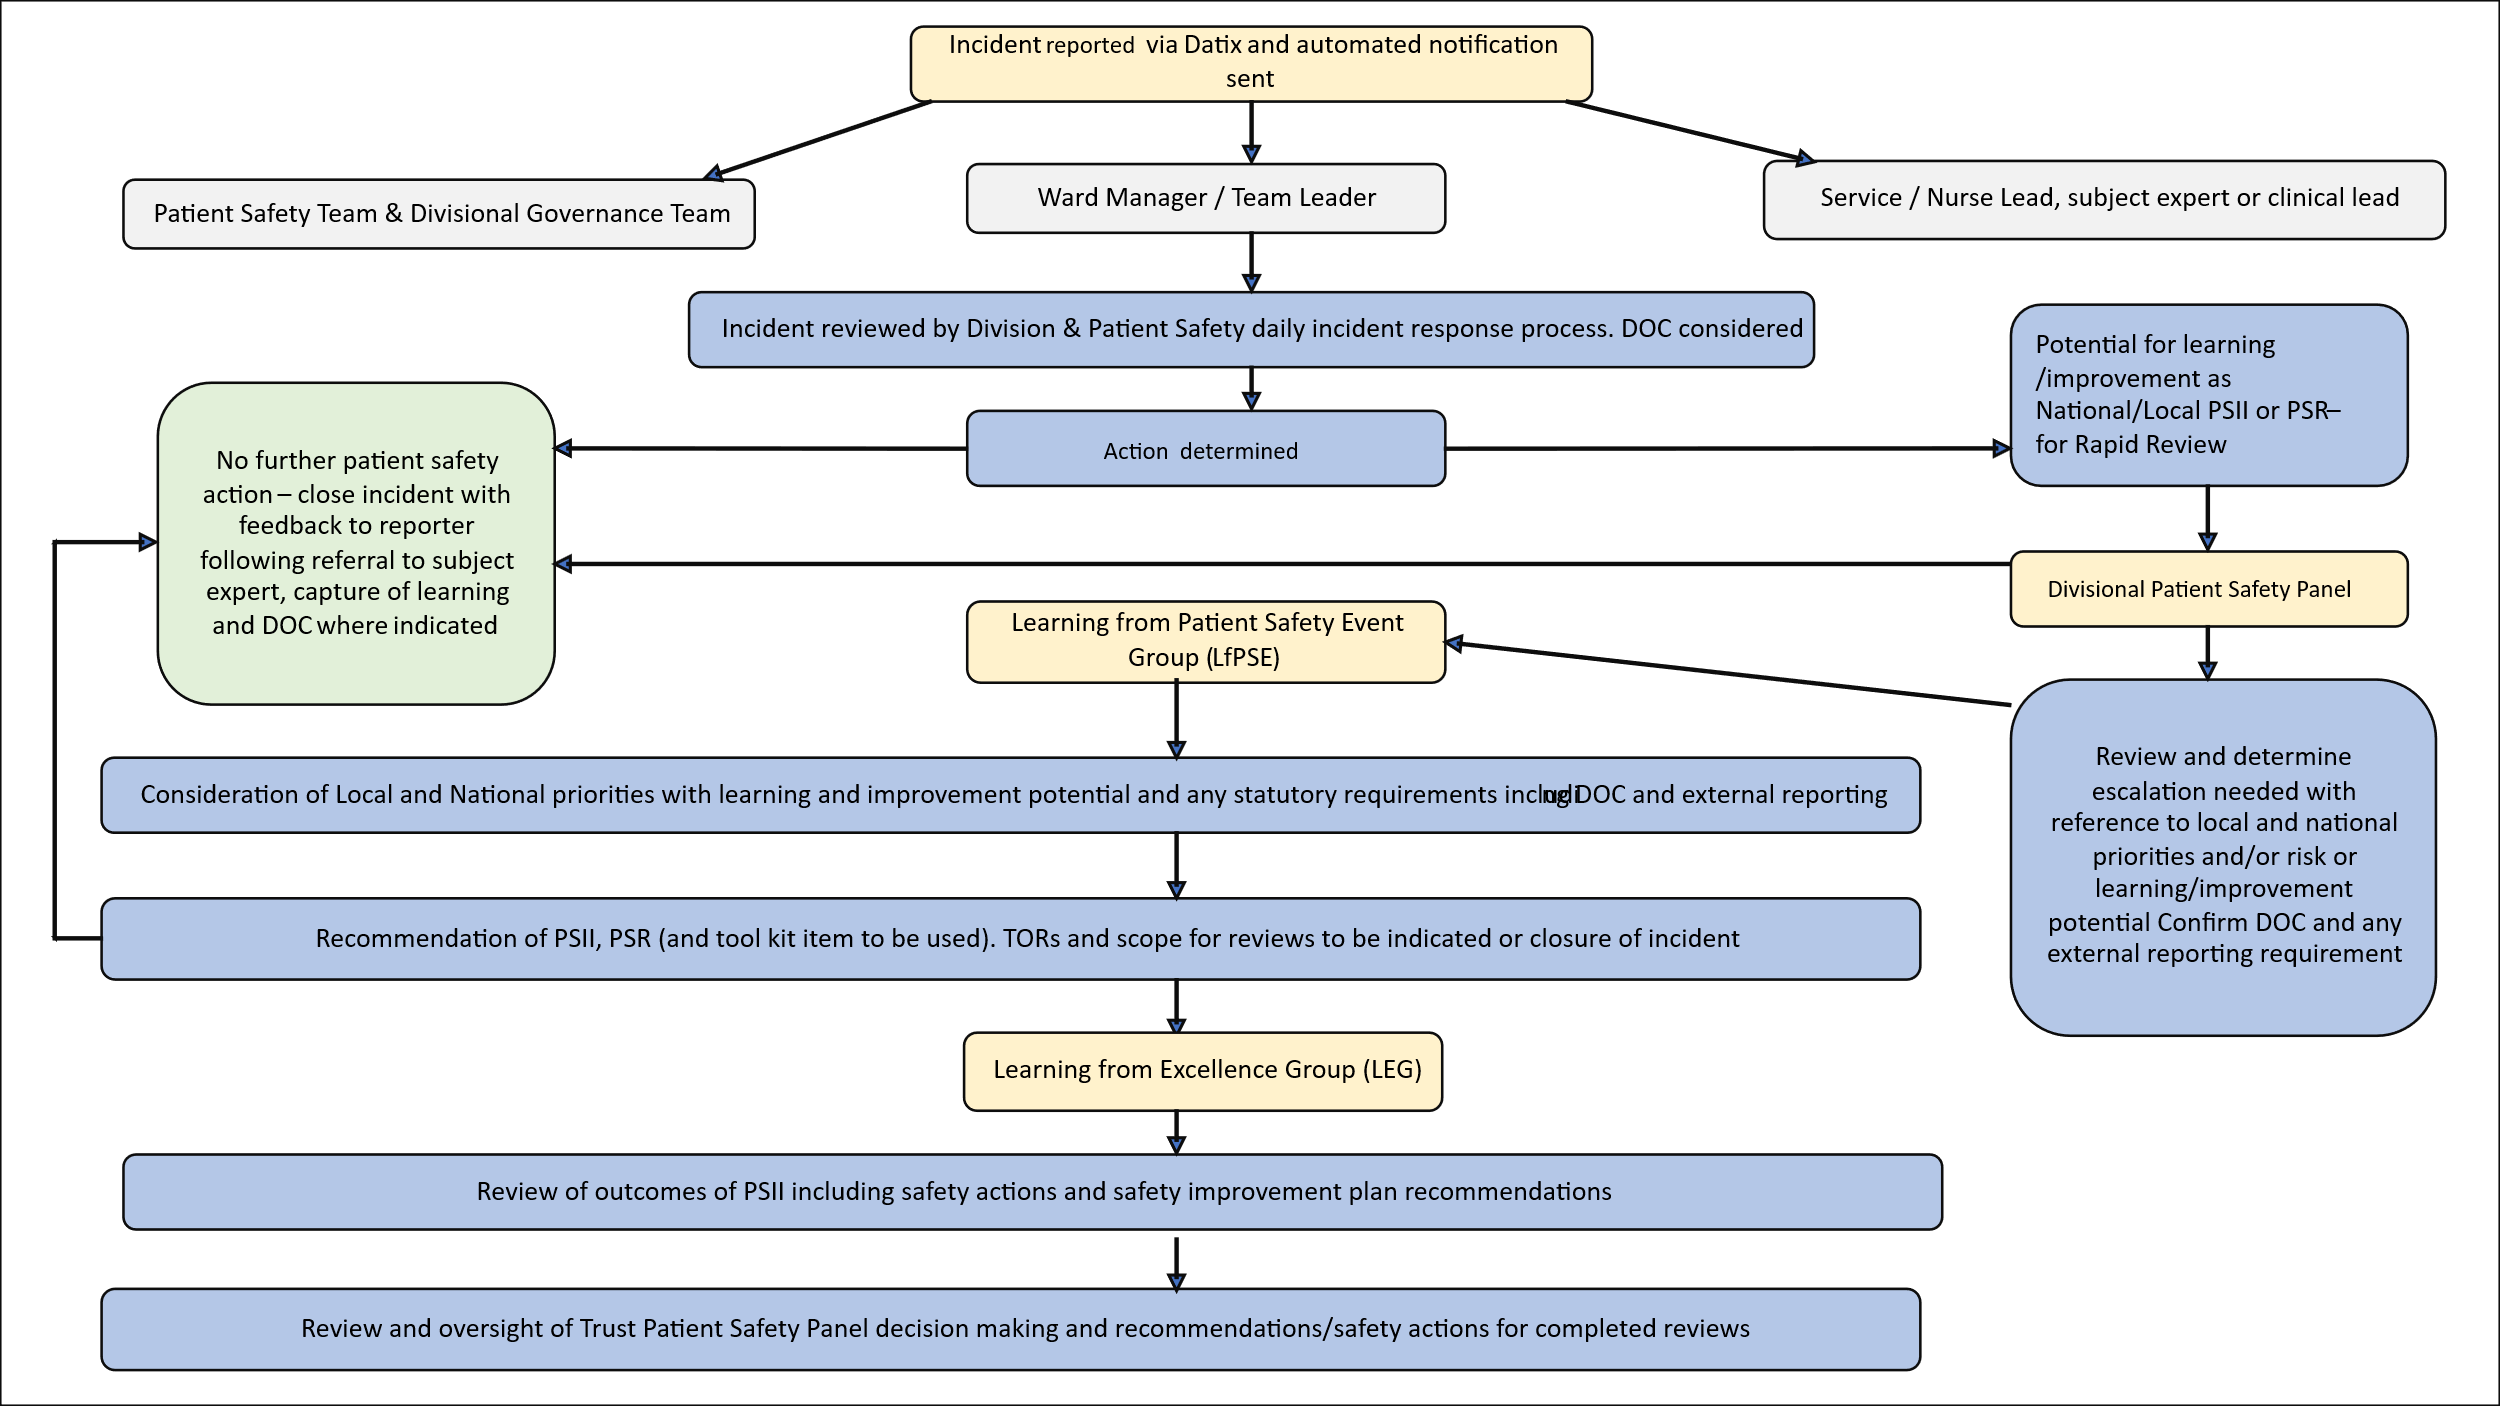 Incident reported via Datix and automated notification
sent
Patient Safety Team & Divisional Governance Team
Ward Manager / Team Leader
Service / Nurse Lead, subject expert or clinical lead
Incident reviewed by Division & Patient Safety daily incident response process. DOC considered
Potential for learning
/improvement as
National/Local PSII or PSR–
for Rapid Review
Action determined
No further patient safety
action – close incident with
feedback to reporter
following referral to subject
expert, capture of learning
and DOC where indicated
Divisional Patient Safety Panel
Learning from Patient Safety Event
Group (LfPSE)
Review and determine
escalation needed with
reference to local and national
priorities and/or risk or
learning/improvement
potential Confirm DOC and any
external reporting requirement
Consideration of Local and National priorities with learning and improvement potential and any statutory requirements DOC and external reporting
Recommendation of PSII, PSR (and tool kit item to be used). TORs and scope for reviews to be indicated or closure of incident
Learning from Excellence Group (LEG)
Review of outcomes of PSII including safety actions and safety improvement plan recommendations
Review and oversight of Trust Patient Safety Panel decision making and recommendations/safety actions for completed reviews